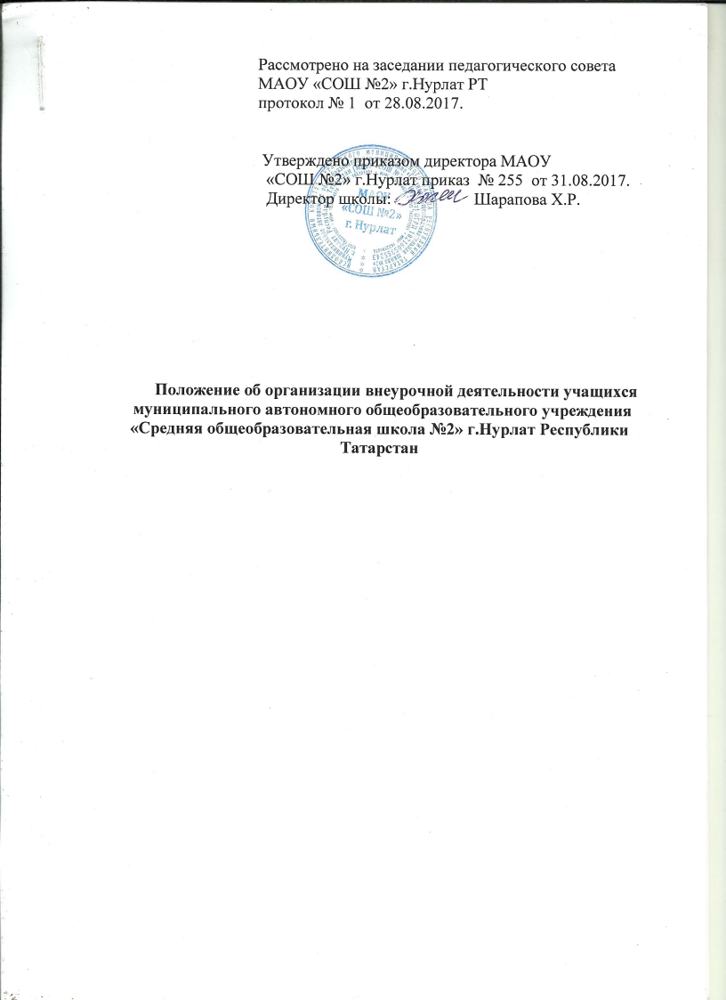 Рассмотрено на заседании педагогического совета
МАОУ «СОШ №2» г.Нурлат РТ
протокол № 1 от 28.08.2017.
Утверждено приказом директора МАОУ
«СОШ №2» г.Нурлат приказ № 255 от 31.08.2017.
Директор школы: Шарапова Х.Р.
МАОУ
«СОШ №2»
г. Нурлат
Положение об организации внеурочной деятельности учащихся
муниципального автономного общеобразовательного учреждения
«Средняя общеобразовательная школа №2» г.Нурлат Республики
Татарстан